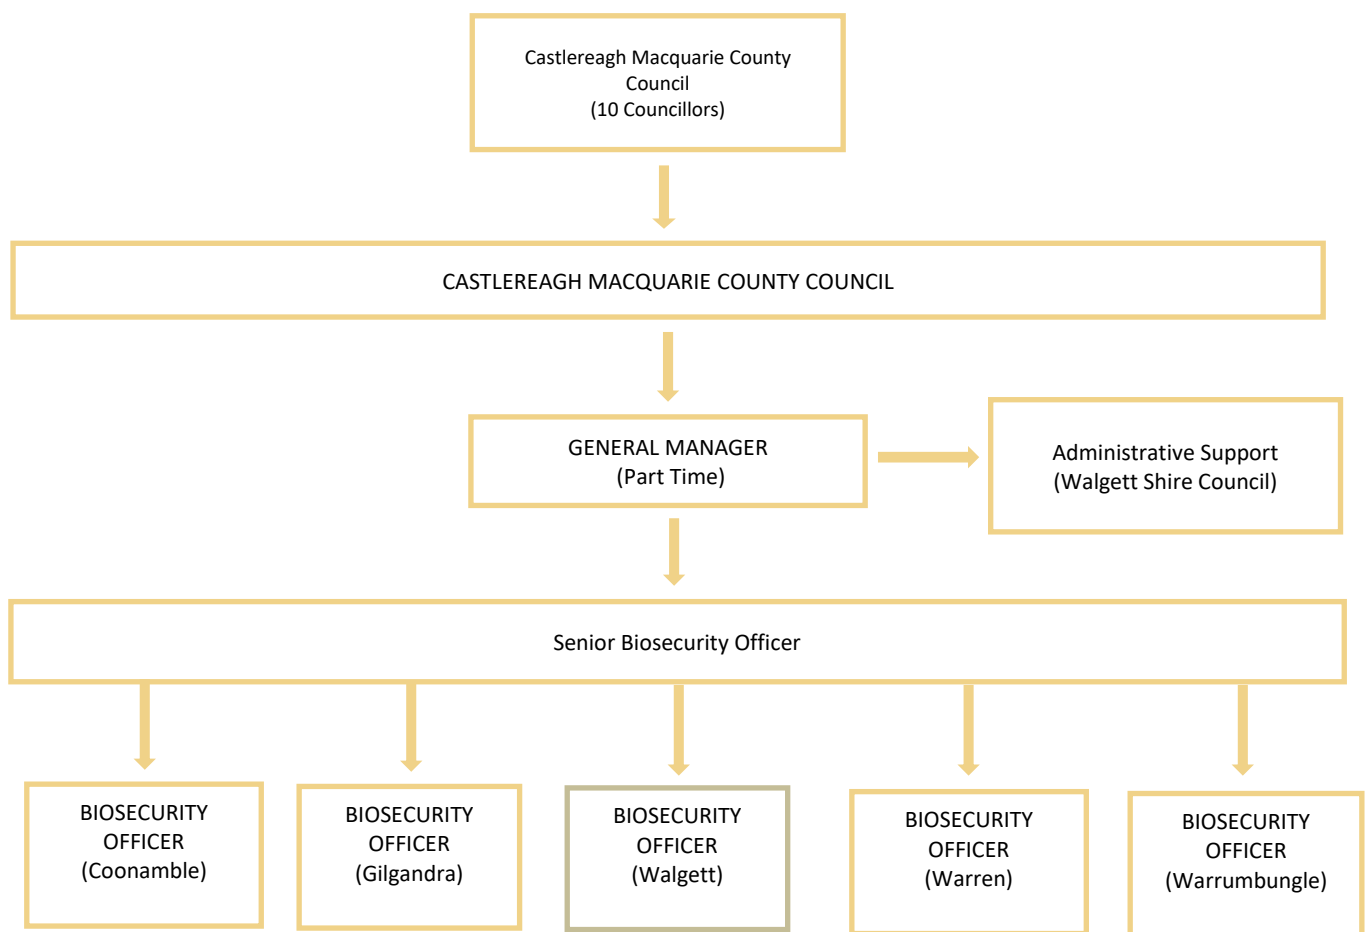 Castlereagh Macquarie County
Council
(10 Councillors)
CASTLEREAGH MACQUARIE COUNTY COUNCIL
GENERAL MANAGER
(Part Time)
Administrative Support
(Walgett Shire Council)
Senior Biosecurity Officer
BIOSECURITY
OFFICER
(Coonamble)
BIOSECURITY
OFFICER
(Gilgandra)
BIOSECURITY
OFFICER
(Walgett)
BIOSECURITY
OFFICER
(Warren)
BIOSECURITY
OFFICER
(Warrumbungle)